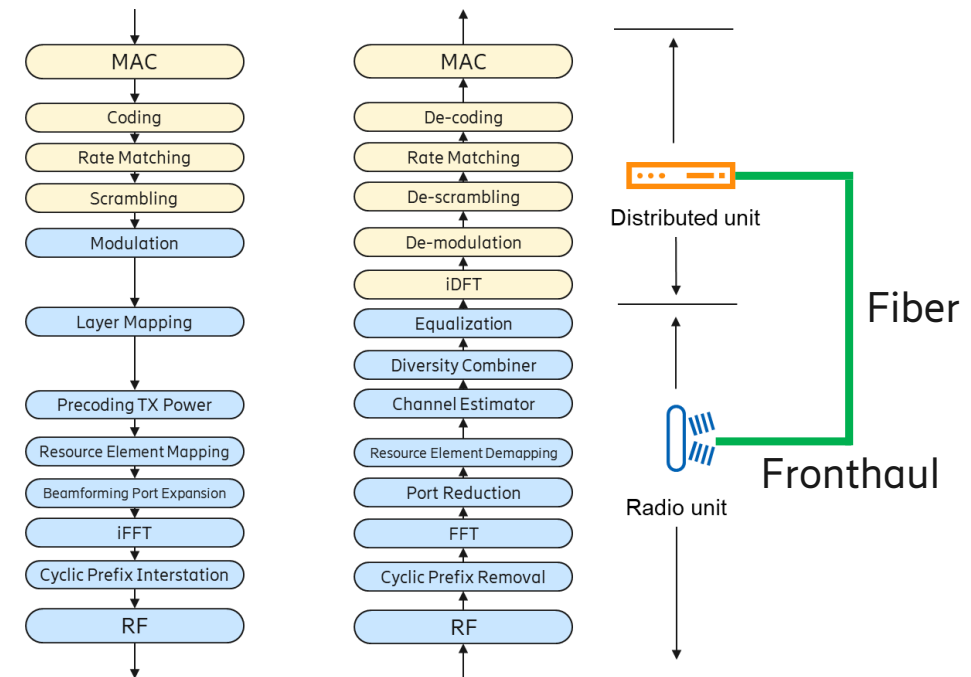 MAC
Coding
Rate Matching
Scrambling
Modulation
Layer Mapping
Precoding TX Power
Resource Element Mapping
Beamforming Port Expansion
iFFT
Cyclic Prefix Interstation
RF
MAC
De-coding
Rate Matching
De-scrambling
De-modulation
iDFT
Equalization
Diversity Combiner
Channel Estimator
Resource Element Demapping
Port Reduction
FFT
Cyclic Prefix Removal
RF
Distributed unit
Fiber
Fronthaul
Radio unit